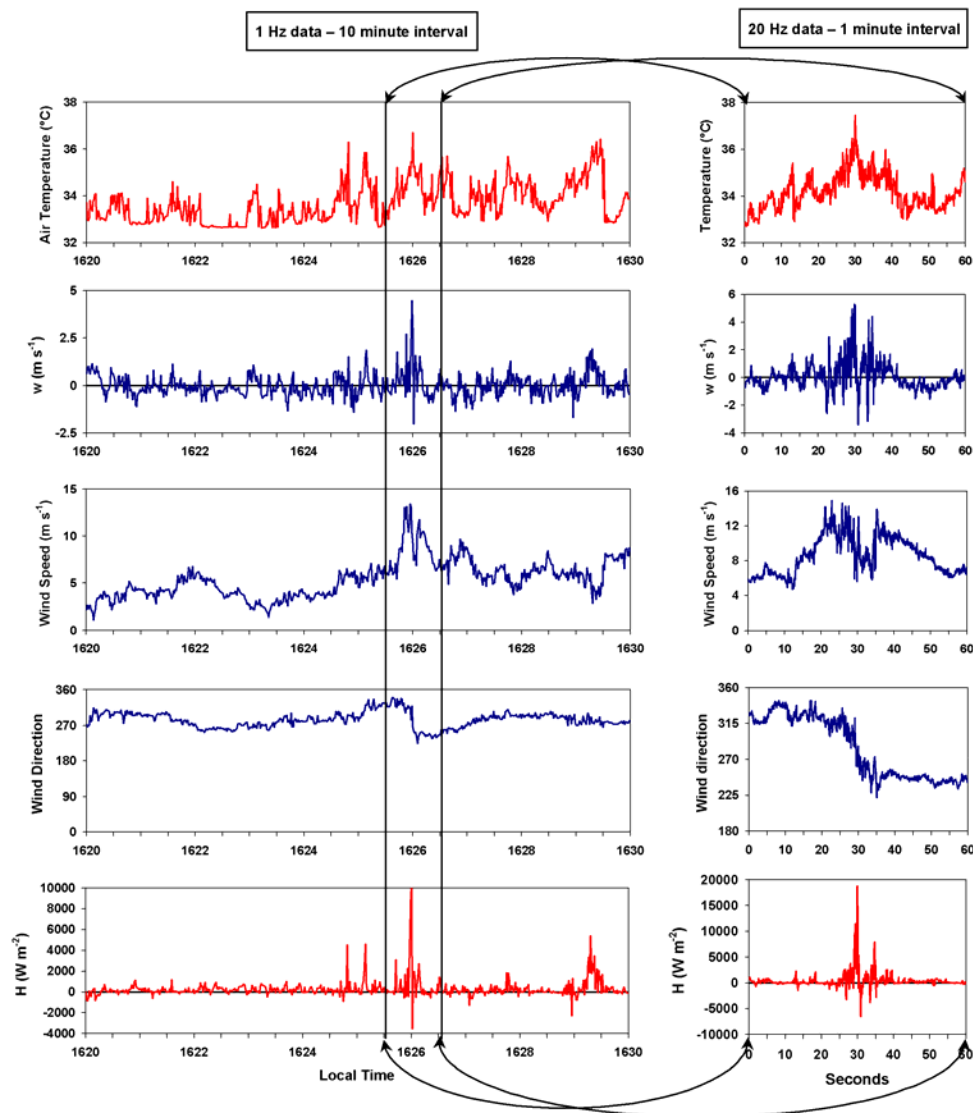 1 Hz data – 10 minute interval
20 Hz data – 1 minute interval
Air Temperature (°C)
38
36
34
32
1620 1622 1624 1626 1628 1630
Temperature (°C)
38
36
34
32
0 10 20 30 40 50 60
w (m s⁻¹)
5
2.5
0
-2.5
1620 1622 1624 1626 1628 1630
w (m s⁻¹)
6
4
2
0
-2
-4
0 10 20 30 40 50 60
Wind Speed (m s⁻¹)
15
10
5
0
1620 1622 1624 1626 1628 1630
Wind Speed (m s⁻¹)
16
12
8
4
0
0 10 20 30 40 50 60
Wind Direction
360
270
180
90
0
1620 1622 1624 1626 1628 1630
Wind direction
360
315
270
225
180
0 10 20 30 40 50 60
H (W m⁻²)
10000
8000
6000
4000
2000
0
-2000
-4000
1620 1622 1624 1626 1628 1630
Local Time
H (W m⁻²)
20000
15000
10000
5000
0
-5000
-10000
0 10 20 30 40 50 60
Seconds